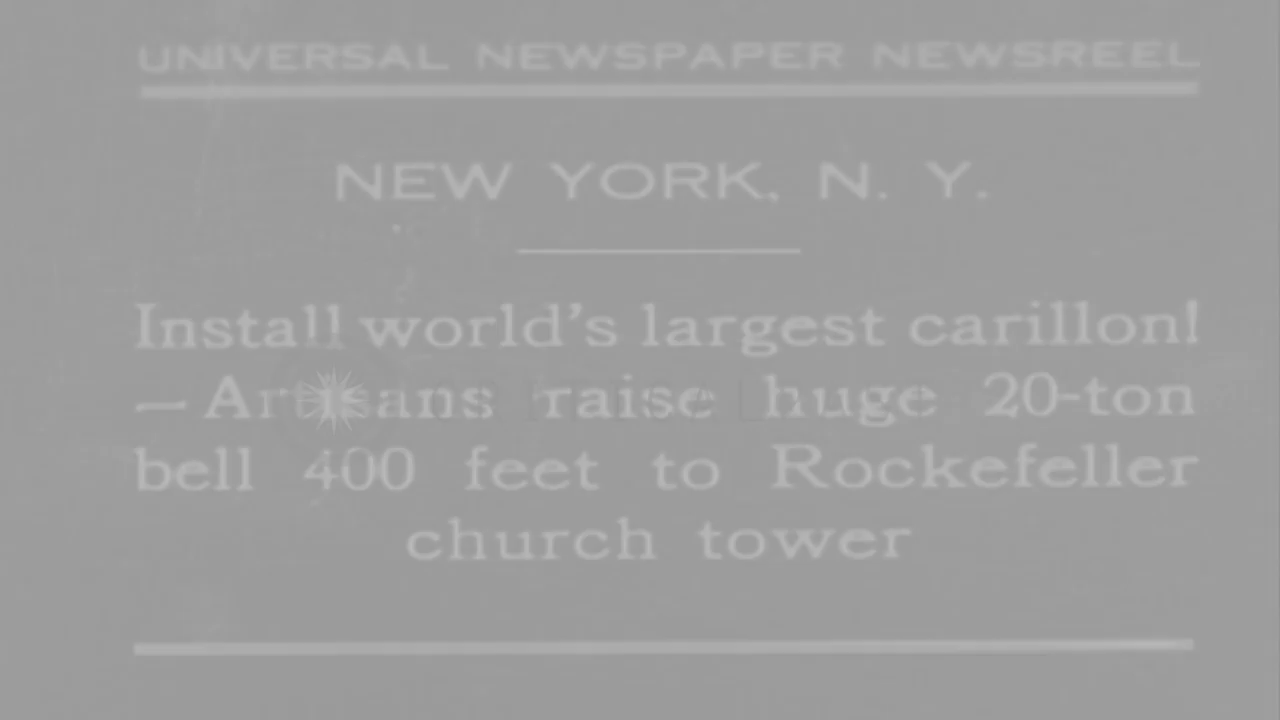 UNIVERSAL NEWSPAPER NEWSREEL
NEW YORK, N. Y.
Install world's largest carillon!
— Artisans raise huge 20-ton
bell 400 feet to Rockefeller
church tower